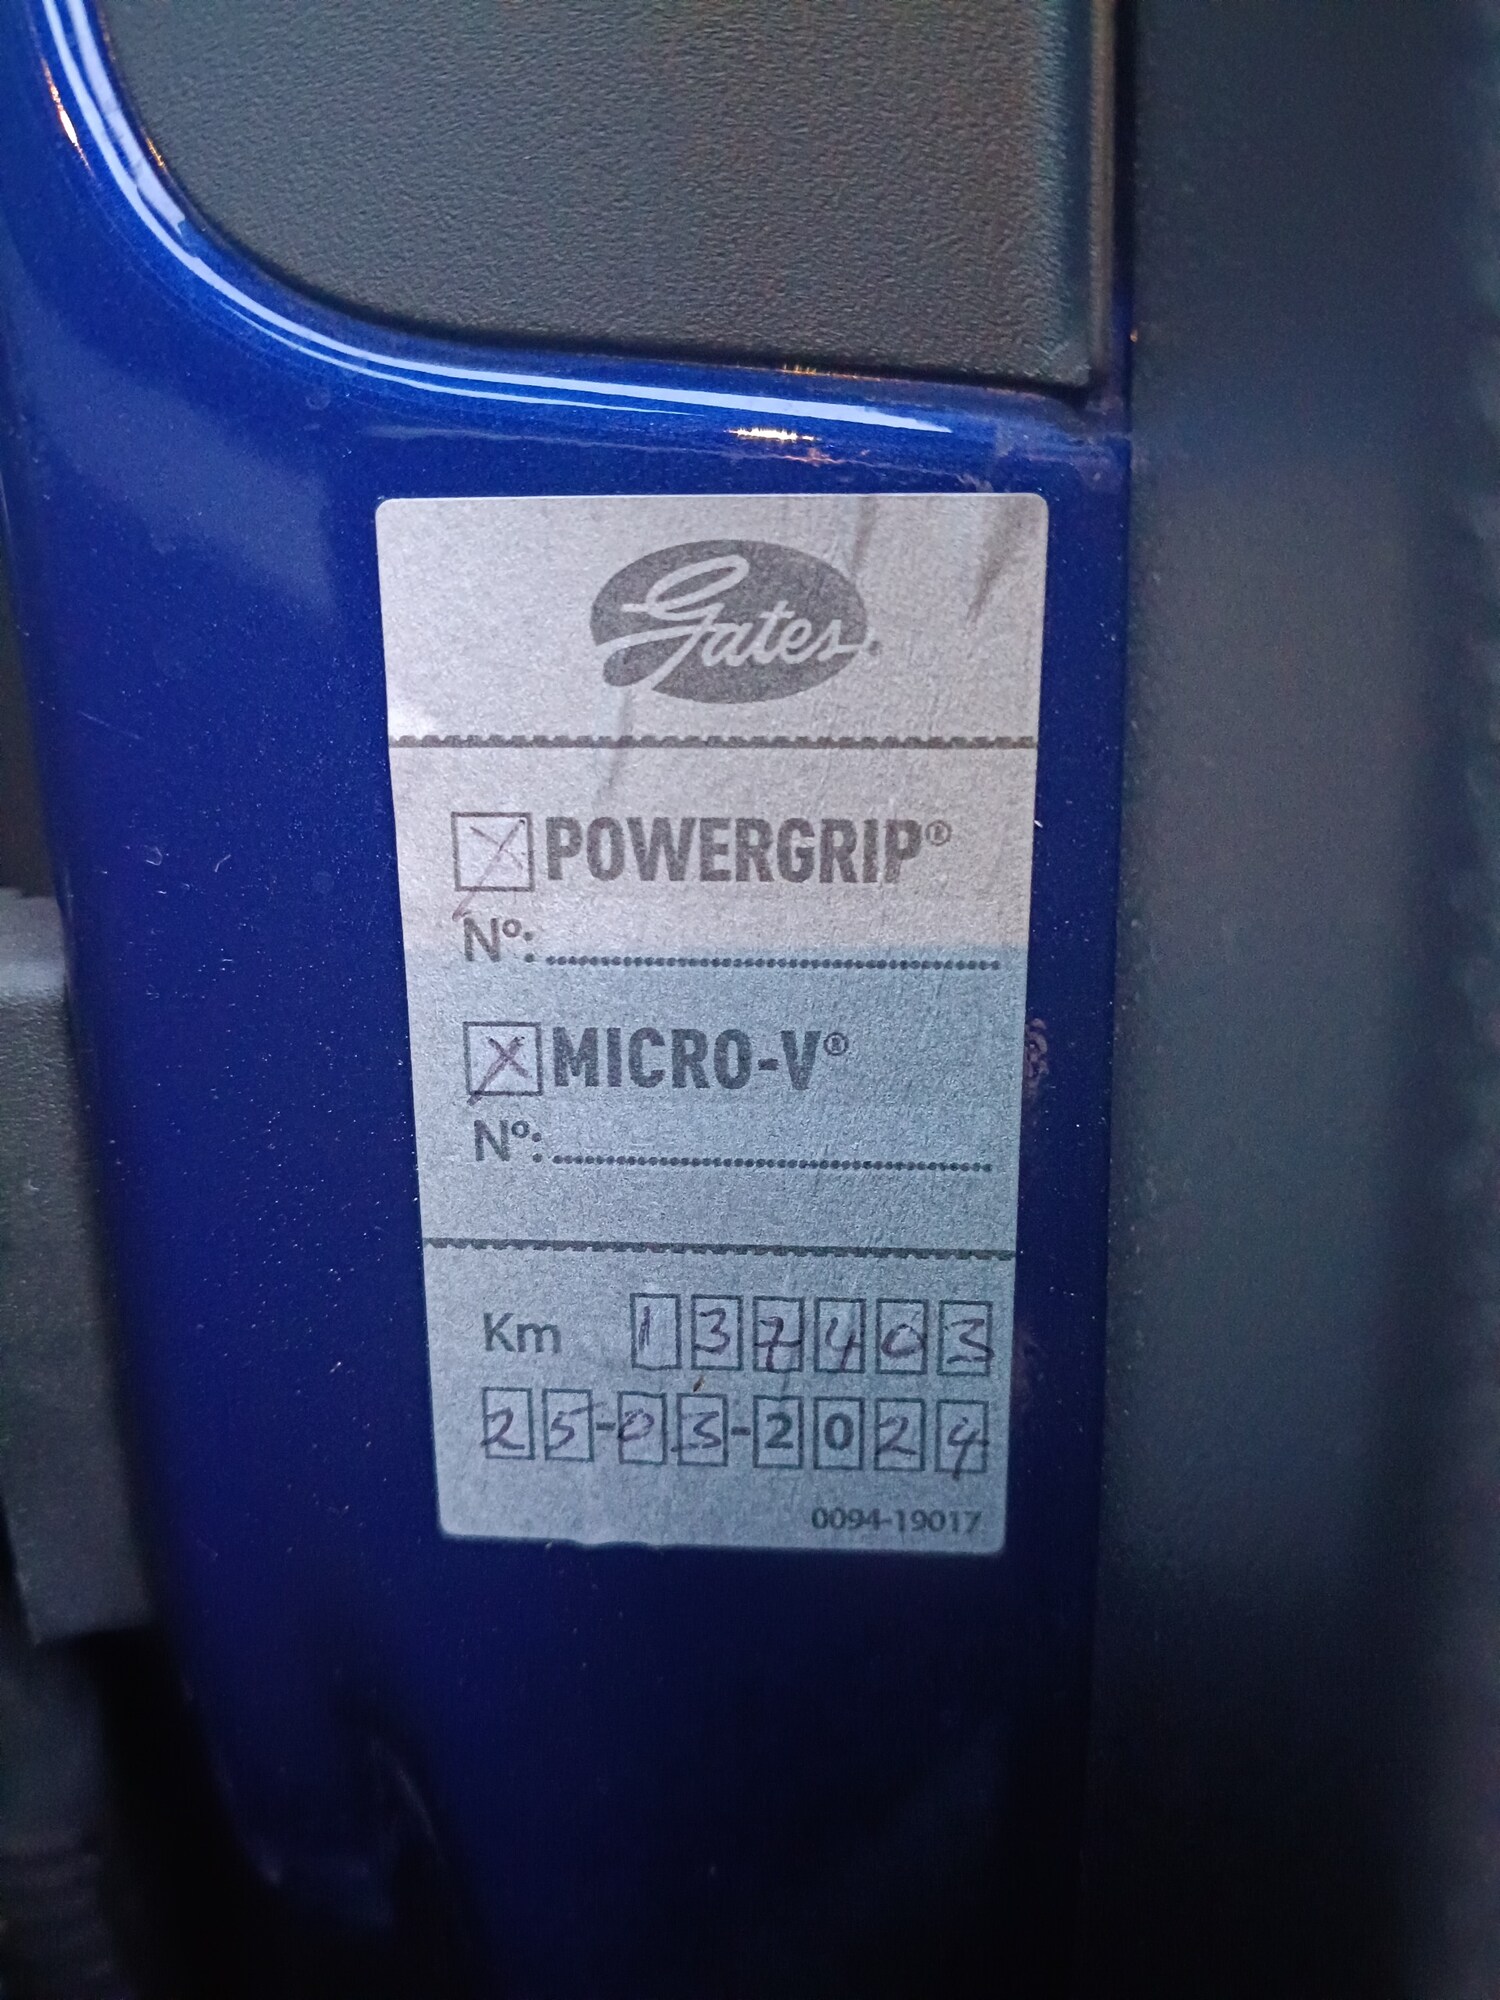 Gates
POWERGRIP®
Nº:
MICRO-V®
Nº:
Km 137403
25-03-2024
0094-19017